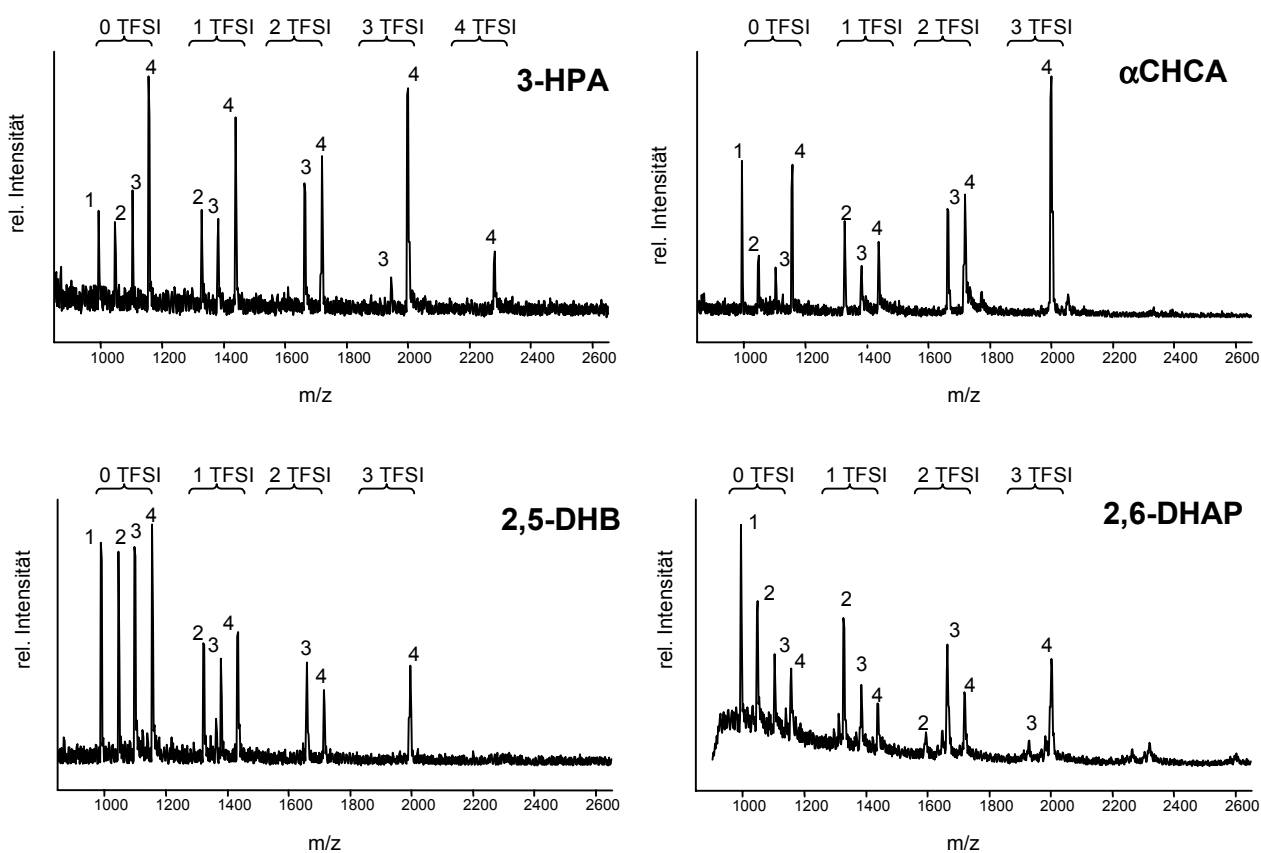 0 TFSI 1 TFSI 2 TFSI 3 TFSI 4 TFSI
3-HPA
rel. Intensität
1 2 3 4 2 3 4 3 4 3 4 4
1000 1200 1400 1600 1800 2000 2200 2400 2600
m/z
0 TFSI 1 TFSI 2 TFSI 3 TFSI
αCHCA
rel. Intensität
1 2 3 4 2 3 4 3 4 4
1000 1200 1400 1600 1800 2000 2200 2400 2600
m/z
0 TFSI 1 TFSI 2 TFSI 3 TFSI
2,5-DHB
rel. Intensität
1 2 3 4 2 3 4 3 4 4
1000 1200 1400 1600 1800 2000 2200 2400 2600
m/z
0 TFSI 1 TFSI 2 TFSI 3 TFSI
2,6-DHAP
rel. Intensität
1 2 3 4 2 3 4 2 3 4 3 4
1000 1200 1400 1600 1800 2000 2200 2400 2600
m/z